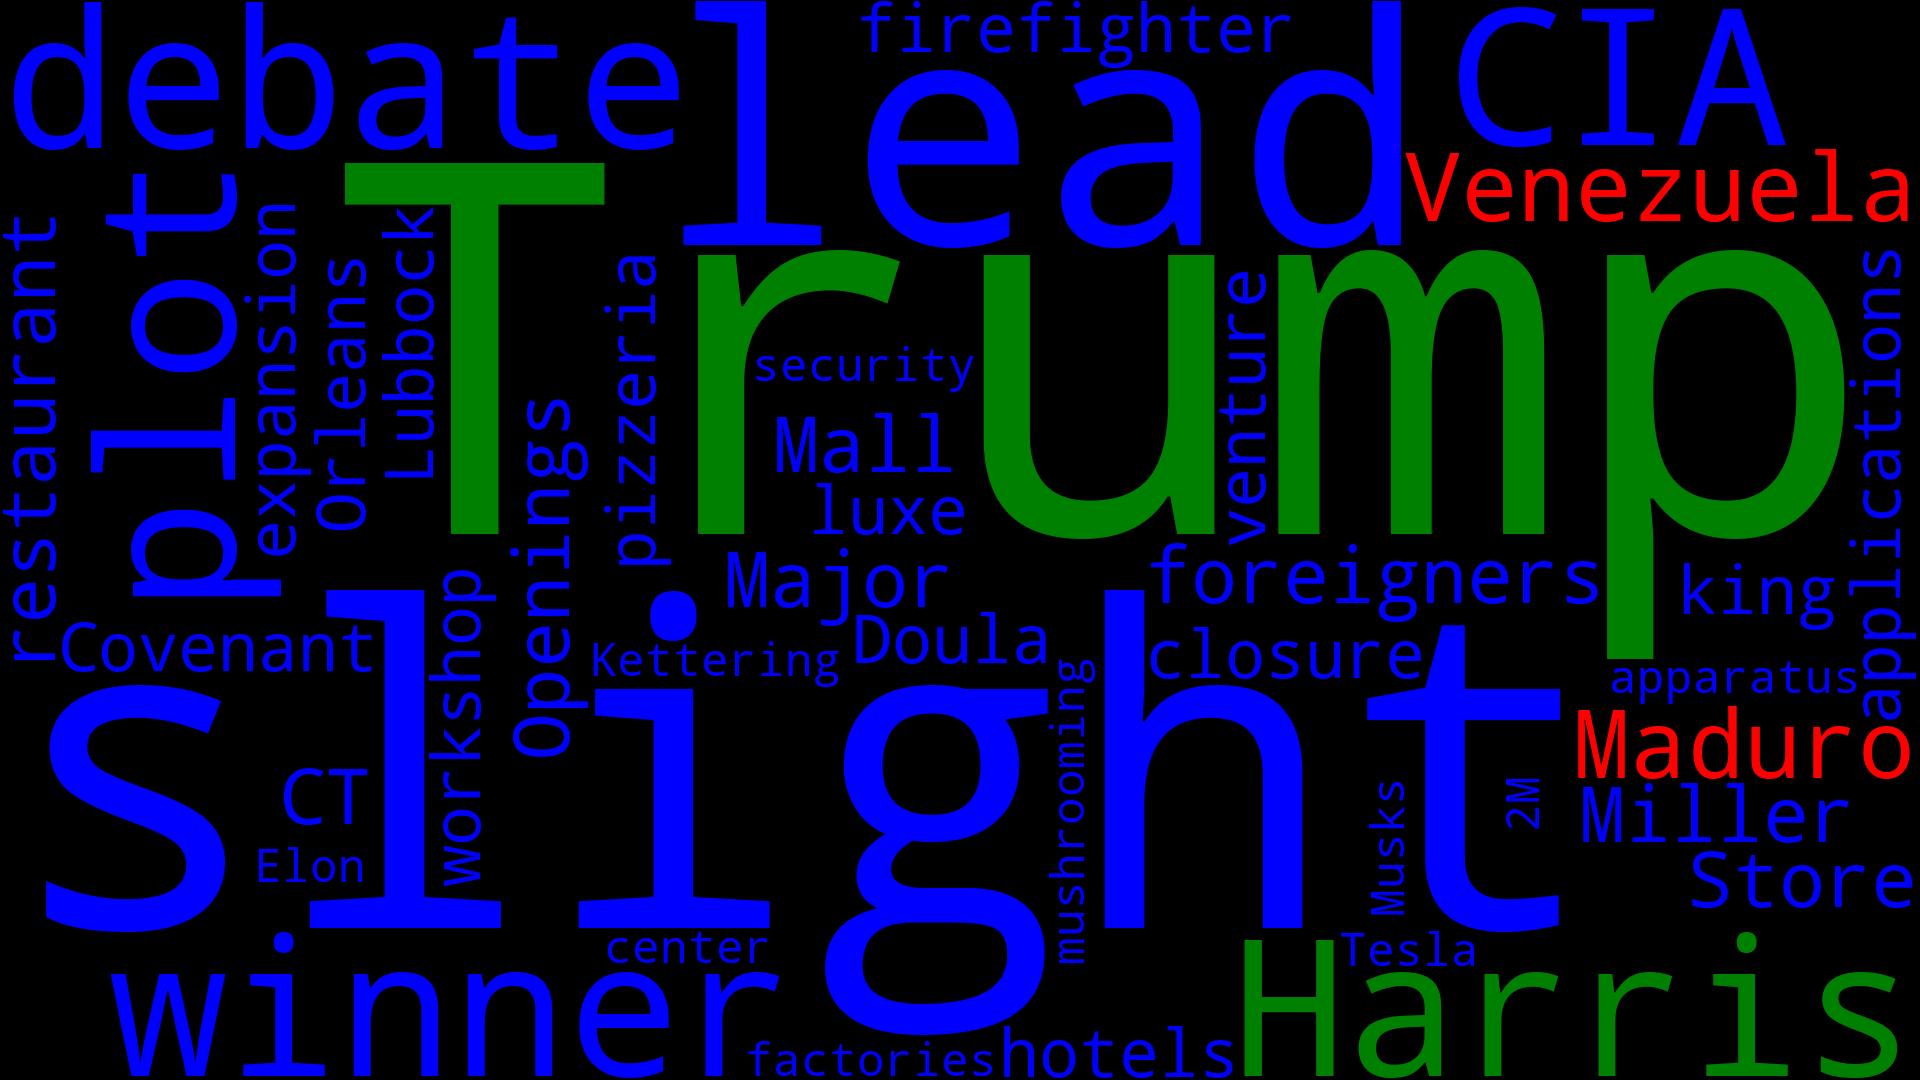 debate
lead
firefighter
CIA
Venezuela
restaurant
plot
expansion
Orleans
Lubbock
Trump
pizzeria
security
Mall
luxe
venture
applications
Openings
Major
foreigners
king
Covenant
workshop
Kettering
Doula
closure
apparatus
slight
mushrooming
Maduro
CT
Elon
Musks
2M
Miller
Store
winner
center
Tesla
Harris
factories
hotels